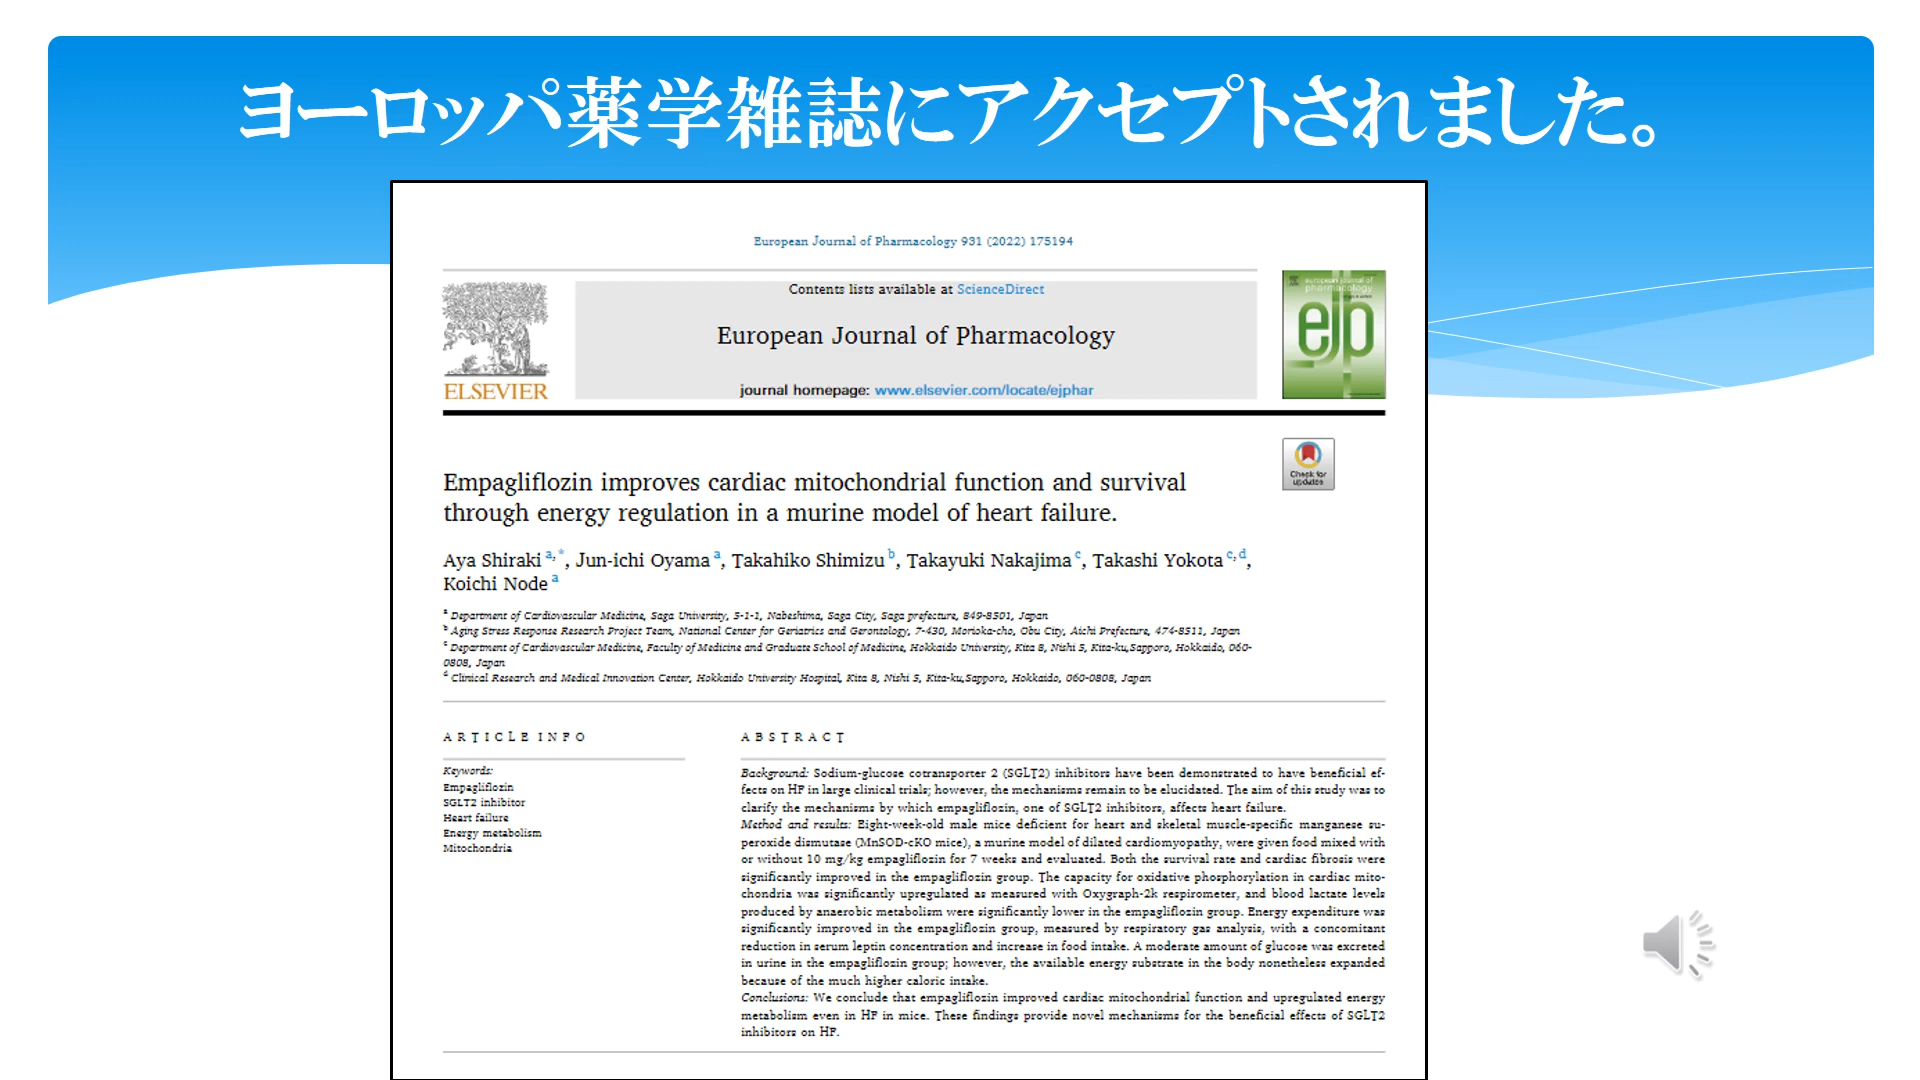 ヨーロッパ薬学雑誌にアクセプトされました。
European Journal of Pharmacology 931 (2022) 175194
Contents lists available at ScienceDirect
European Journal of Pharmacology
journal homepage: www.elsevier.com/locate/ejphar
ELSEVIER
european journal of
pharmacology
ejp
Check for
updates
Empagliflozin improves cardiac mitochondrial function and survival
through energy regulation in a murine model of heart failure.
Aya Shiraki a,*, Jun-ichi Oyama a, Takahiko Shimizu b, Takayuki Nakajima c, Takashi Yokota c,d,
Koichi Node a
a Department of Cardiovascular Medicine, Saga University, 5-1-1, Nabeshima, Saga City, Saga prefecture, 849-8501, Japan
b Aging Stress Response Research Project Team, National Center for Geriatrics and Gerontology, 7-430, Morioka-cho, Obu City, Aichi Prefecture, 474-8511, Japan
c Department of Cardiovascular Medicine, Faculty of Medicine and Graduate School of Medicine, Hokkaido University, Kita 8, Nishi 5, Kita-ku,Sapporo, Hokkaido, 060-
0808, Japan
d Clinical Research and Medical Innovation Center, Hokkaido University Hospital, Kita 8, Nishi 5, Kita-ku,Sapporo, Hokkaido, 060-0808, Japan
ARTICLE INFO
Keywords:
Empagliflozin
SGLT2 inhibitor
Heart failure
Energy metabolism
Mitochondria
ABSTRACT
Background: Sodium-glucose cotransporter 2 (SGLT2) inhibitors have been demonstrated to have beneficial ef-
fects on HF in large clinical trials; however, the mechanisms remain to be elucidated. The aim of this study was to
clarify the mechanisms by which empagliflozin, one of SGLT2 inhibitors, affects heart failure.
Method and results: Eight-week-old male mice deficient for heart and skeletal muscle-specific manganese su-
peroxide dismutase (MnSOD-cKO mice), a murine model of dilated cardiomyopathy, were given food mixed with
or without 10 mg/kg empagliflozin for 7 weeks and evaluated. Both the survival rate and cardiac fibrosis were
significantly improved in the empagliflozin group. The capacity for oxidative phosphorylation in cardiac mito-
chondria was significantly upregulated as measured with Oxygraph-2k respirometer, and blood lactate levels
produced by anaerobic metabolism were significantly lower in the empagliflozin group. Energy expenditure was
significantly improved in the empagliflozin group, measured by respiratory gas analysis, with a concomitant
reduction in serum leptin concentration and increase in food intake. A moderate amount of glucose was excreted
in urine in the empagliflozin group; however, the available energy substrate in the body nonetheless expanded
because of the much higher caloric intake.
Conclusions: We conclude that empagliflozin improved cardiac mitochondrial function and upregulated energy
metabolism even in HF in mice. These findings provide novel mechanisms for the beneficial effects of SGLT2
inhibitors on HF.